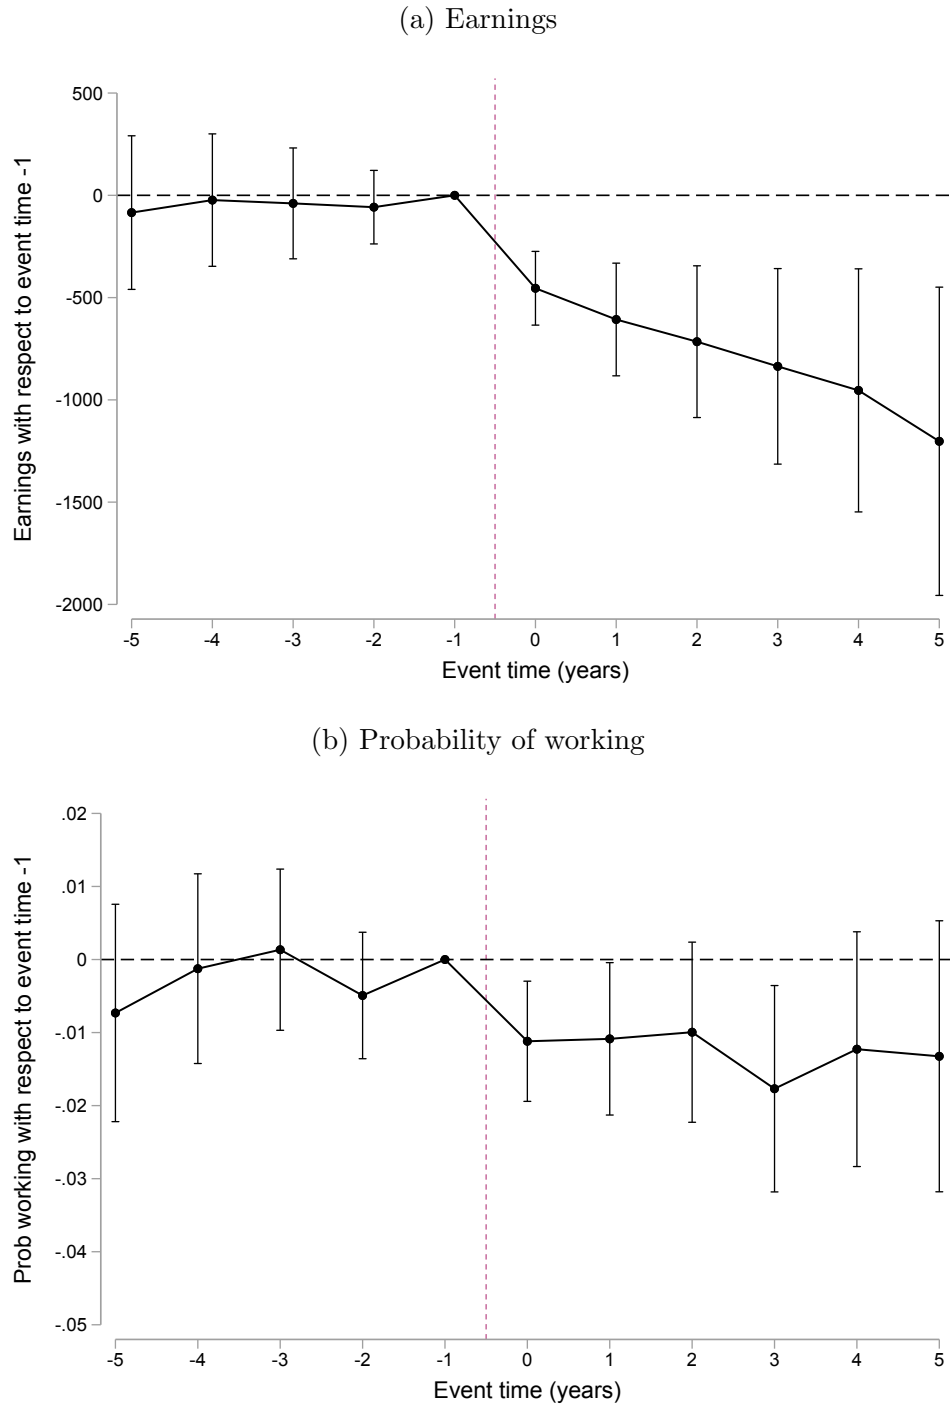 (a) Earnings
Earnings with respect to event time -1
500
0
-500
-1000
-1500
-2000
-5 -4 -3 -2 -1 0 1 2 3 4 5
Event time (years)
(b) Probability of working
Prob working with respect to event time -1
.02
.01
0
-.01
-.02
-.03
-.04
-.05
-5 -4 -3 -2 -1 0 1 2 3 4 5
Event time (years)